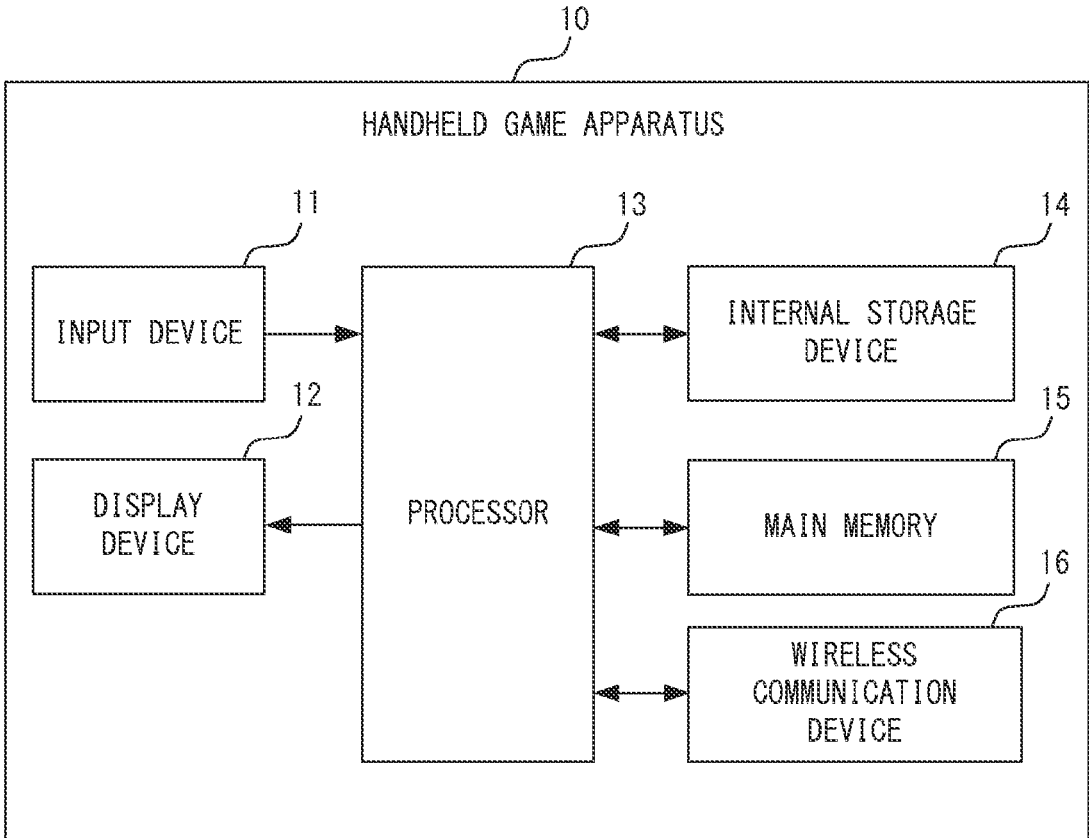 10
HANDHELD GAME APPARATUS
11
INPUT DEVICE
12
DISPLAY
DEVICE
13
PROCESSOR
14
INTERNAL STORAGE
DEVICE
15
MAIN MEMORY
16
WIRELESS
COMMUNICATION
DEVICE